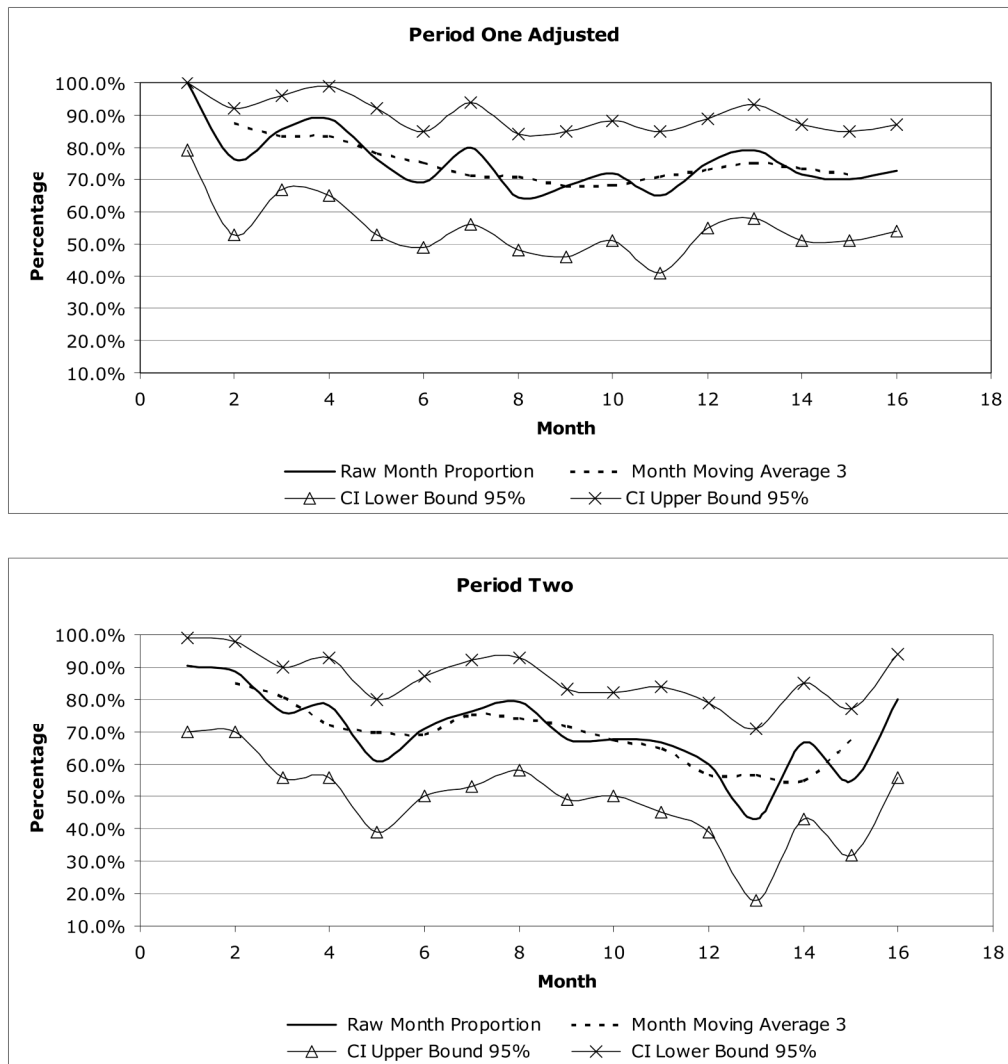 Period One Adjusted
100.0%
90.0%
80.0%
70.0%
60.0%
50.0%
40.0%
30.0%
20.0%
10.0%
Percentage
0 2 4 6 8 10 12 14 16 18
Month
Raw Month Proportion Month Moving Average 3
CI Lower Bound 95% CI Upper Bound 95%
Period Two
100.0%
90.0%
80.0%
70.0%
60.0%
50.0%
40.0%
30.0%
20.0%
10.0%
Percentage
0 2 4 6 8 10 12 14 16 18
Month
Raw Month Proportion Month Moving Average 3
CI Upper Bound 95% CI Lower Bound 95%